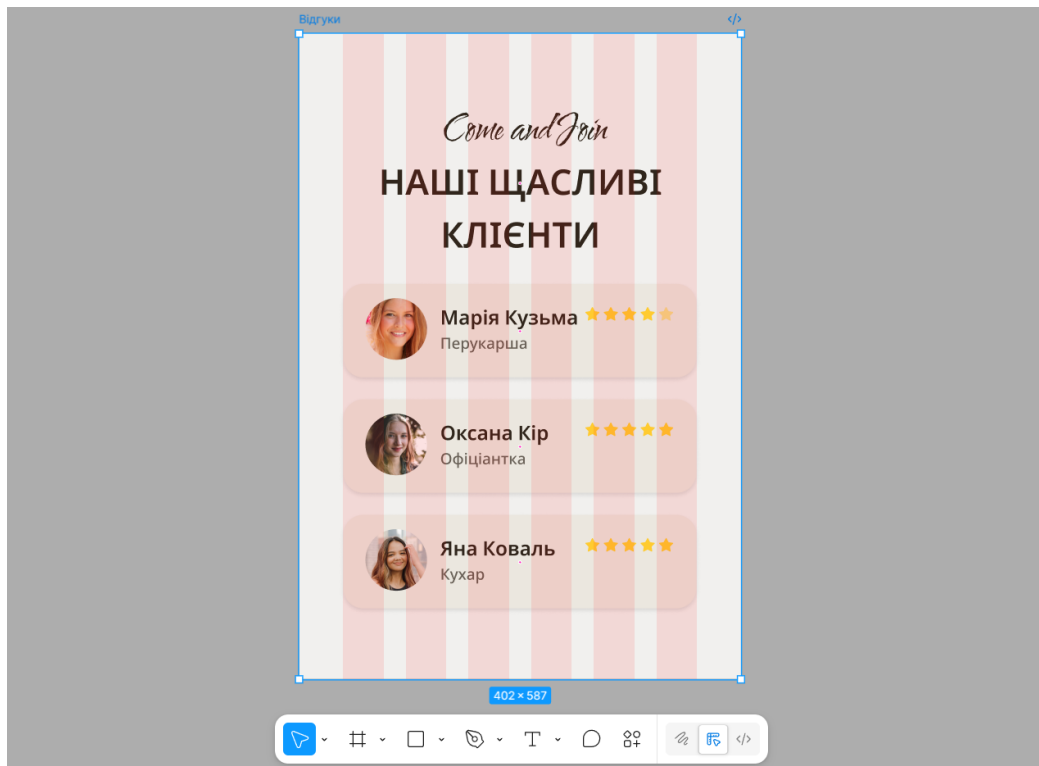 Відгуки
</>
Come and Join
НАШІ ЩАСЛИВІ
КЛІЄНТИ
Марія Кузьма
Перукарша
Оксана Кір
Офіціантка
Яна Коваль
Кухар
402 × 587
</>